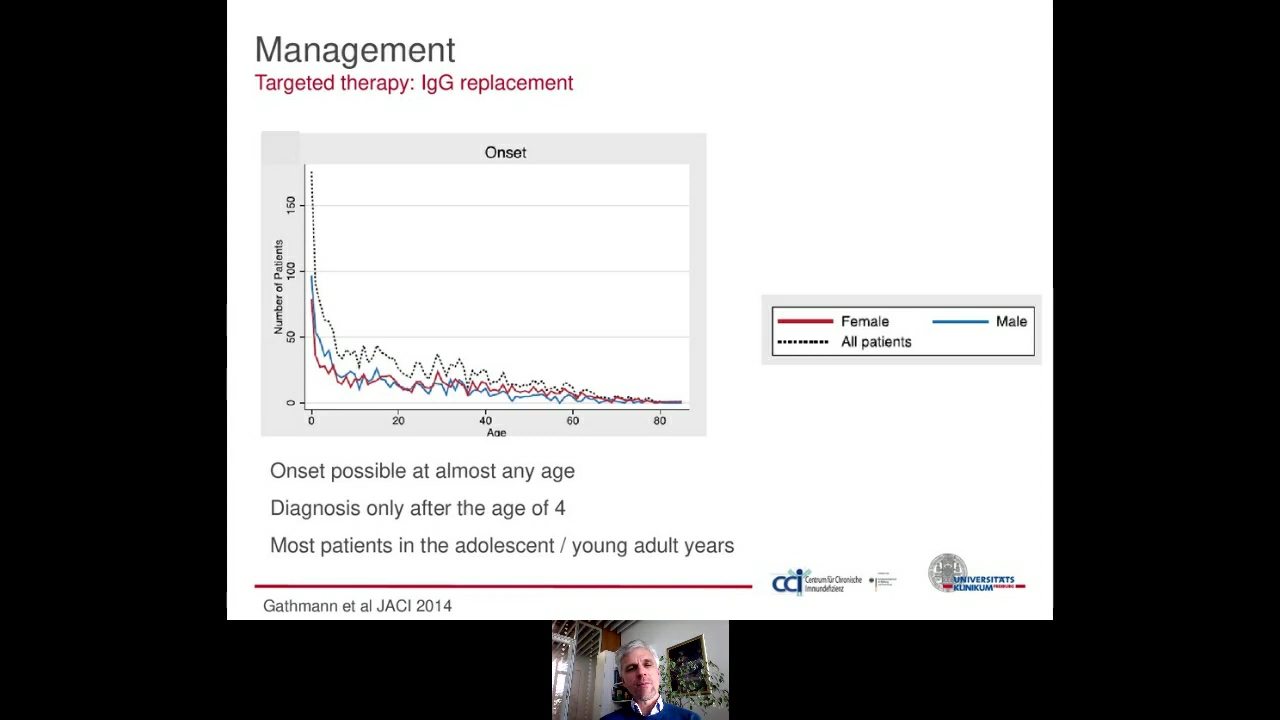 Management
Targeted therapy: IgG replacement
Onset
Number of Patients
150
100
50
0
0 20 40 60 80
Age
Female Male
All patients
Onset possible at almost any age
Diagnosis only after the age of 4
Most patients in the adolescent / young adult years
CCI Centrum für Chronische
Immundefizienz
UNIVERSITÄTS
KLINIKUM FREIBURG
Gathmann et al JACI 2014